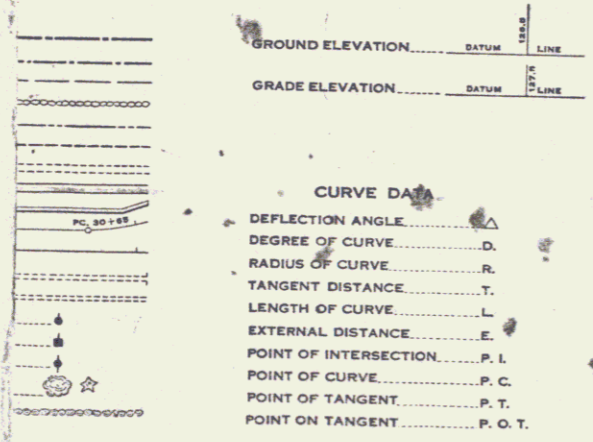 GROUND ELEVATION DATUM 126.8 LINE
GRADE ELEVATION DATUM 127.5 LINE
PC. 30+65
CURVE DATA
DEFLECTION ANGLE △
DEGREE OF CURVE D.
RADIUS OF CURVE R.
TANGENT DISTANCE T.
LENGTH OF CURVE L.
EXTERNAL DISTANCE E.
POINT OF INTERSECTION P. I.
POINT OF CURVE P. C.
POINT OF TANGENT P. T.
POINT ON TANGENT P. O. T.